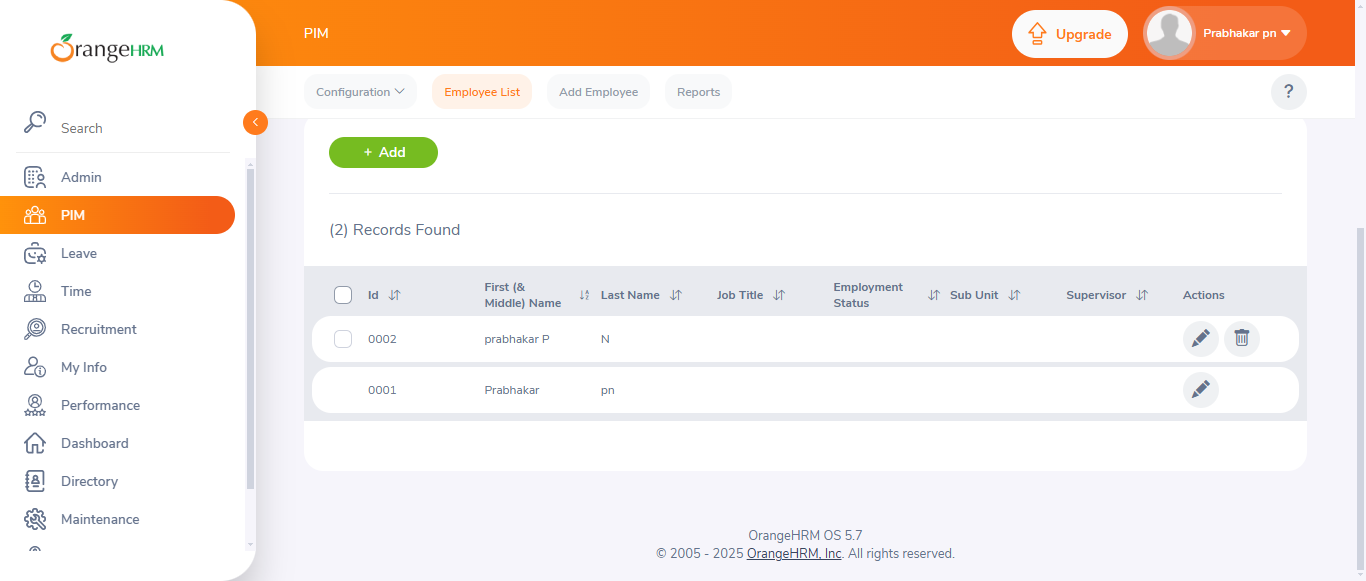 OrangeHRM
PIM
Upgrade
Prabhakar pn
Configuration
Employee List
Add Employee
Reports
?
Search
Admin
PIM
Leave
Time
Recruitment
My Info
Performance
Dashboard
Directory
Maintenance
+ Add
(2) Records Found
Id
First (& Middle) Name
Last Name
Job Title
Employment Status
Sub Unit
Supervisor
Actions
0002 prabhakar P N
0001 Prabhakar pn
OrangeHRM OS 5.7
© 2005 - 2025 OrangeHRM, Inc. All rights reserved.